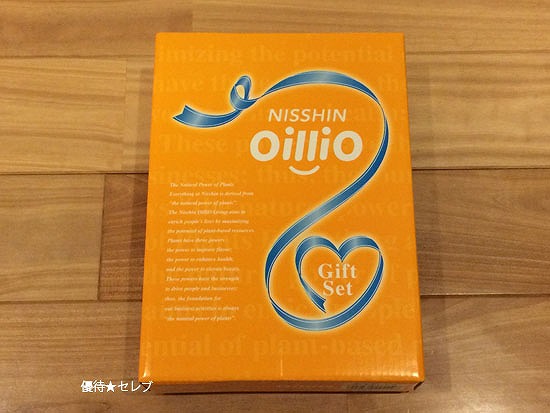 NISSHIN
OilliO
Gift
Set
The Natural Power of Plants
Everything at Nisshin is derived from
"the natural power of plants".
The Nisshin OilliO Group aims to
enrich people's lives by maximizing
the potential of plant-based resources.
Plants have three powers:
the power to improve flavor;
the power to enhance health;
and the power to elevate beauty.
These powers have the strength
to drive people and businesses;
thus, the foundation for
our business activities is always
"the natural power of plants".
優待★セレブ